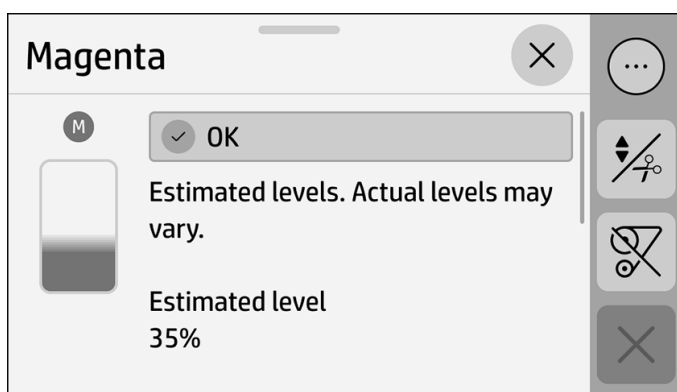 Magenta
M
OK
Estimated levels. Actual levels may
vary.
Estimated level
35%